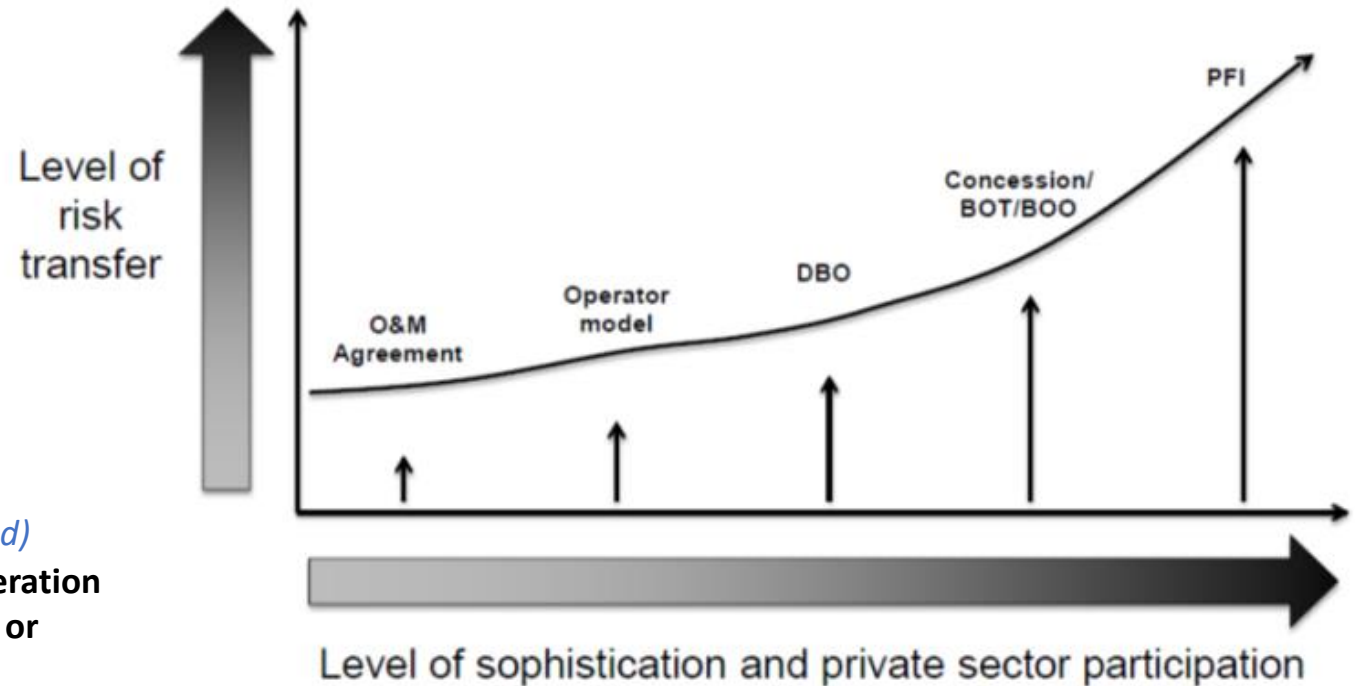 Level of
risk
transfer
O&M
Agreement
Operator
model
DBO
Concession/
BOT/BOO
PFI
d)
eration
or
Level of sophistication and private sector participation